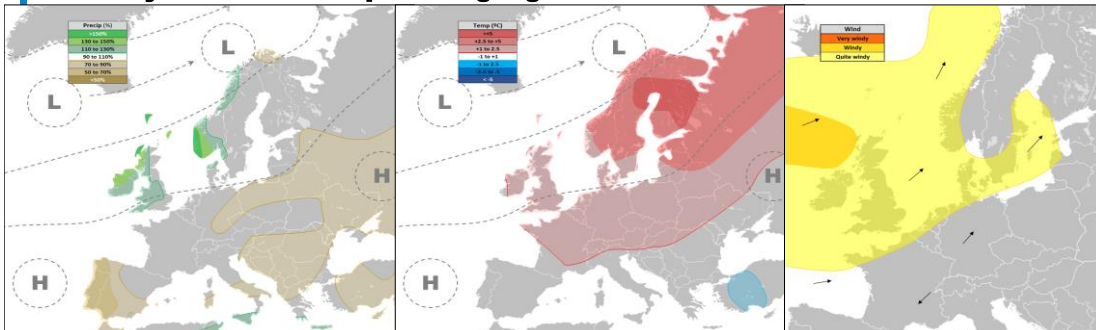 Precip (%)
>150%
130 to 150%
110 to 130%
90 to 110%
70 to 90%
50 to 70%
<50%
L
L
H
H
Temp (°C)
>+5
+2.5 to +5
+1 to 2.5
-1 to +1
-1 to 2.5
-2.5 to -5
< -5
L
L
H
H
Wind
Very windy
Windy
Quite windy